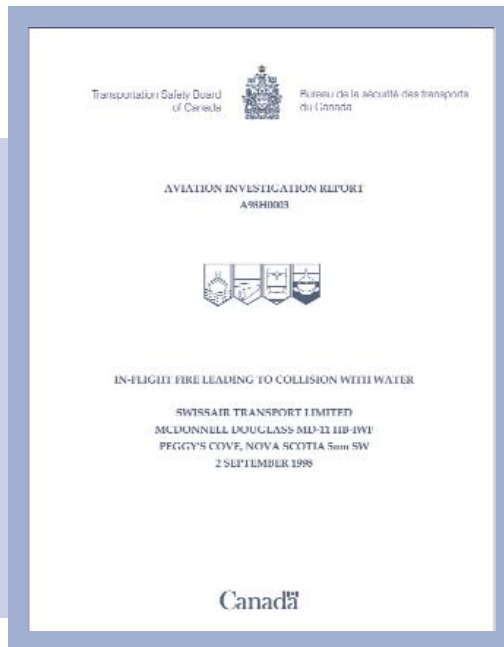 Transportation Safety Board
of Canada
Bureau de la sécurité des transports
du Canada
AVIATION INVESTIGATION REPORT
A98H0003
IN-FLIGHT FIRE LEADING TO COLLISION WITH WATER
SWISSAIR TRANSPORT LIMITED
MCDONNELL DOUGLAS MD-11 HB-IWF
PEGGY'S COVE, NOVA SCOTIA 5nm SW
2 SEPTEMBER 1998
Canada